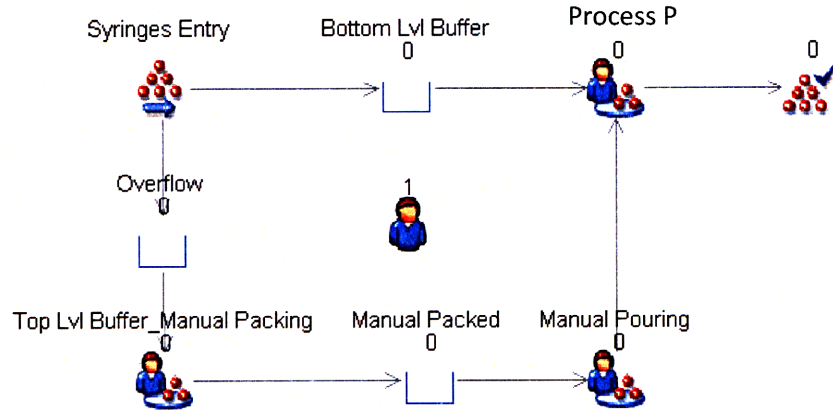 Syringes Entry
Bottom Lvl Buffer
0
Process P
0
0
Overflow
0
1
Top Lvl Buffer_Manual Packing
0
Manual Packed
0
Manual Pouring
0